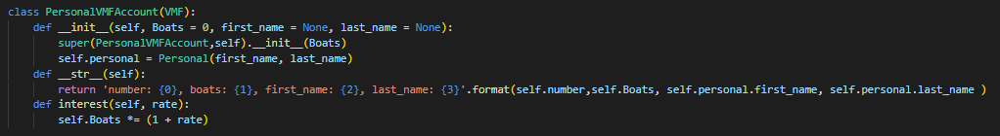 class PersonalVMFAccount(VMF):
    def __init__(self, Boats = 0, first_name = None, last_name = None):
        super(PersonalVMFAccount,self).__init__(Boats)
        self.personal = Personal(first_name, last_name)
    def __str__(self):
        return 'number: {0}, boats: {1}, first_name: {2}, last_name: {3}'.format(self.number,self.Boats, self.personal.first_name, self.personal.last_name )
    def interest(self, rate):
        self.Boats *= (1 + rate)